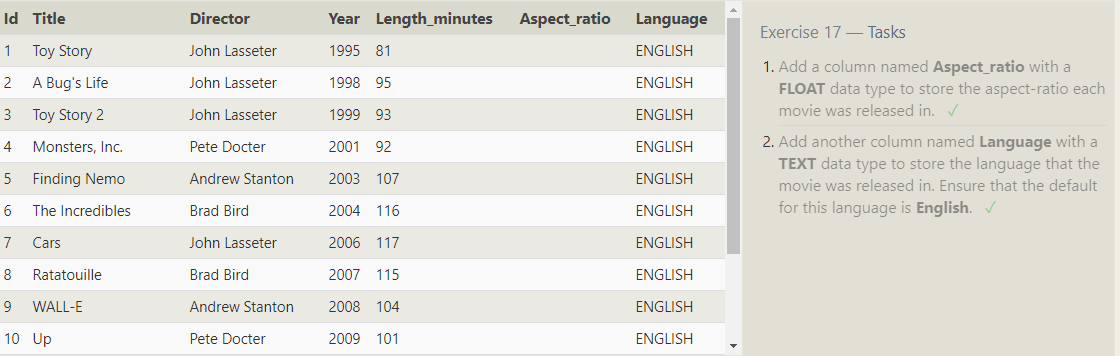 Id Title Director Year Length_minutes Aspect_ratio Language
1 Toy Story John Lasseter 1995 81 ENGLISH
2 A Bug's Life John Lasseter 1998 95 ENGLISH
3 Toy Story 2 John Lasseter 1999 93 ENGLISH
4 Monsters, Inc. Pete Docter 2001 92 ENGLISH
5 Finding Nemo Andrew Stanton 2003 107 ENGLISH
6 The Incredibles Brad Bird 2004 116 ENGLISH
7 Cars John Lasseter 2006 117 ENGLISH
8 Ratatouille Brad Bird 2007 115 ENGLISH
9 WALL-E Andrew Stanton 2008 104 ENGLISH
10 Up Pete Docter 2009 101 ENGLISH
Exercise 17 — Tasks
1. Add a column named Aspect_ratio with a
FLOAT data type to store the aspect-ratio each
movie was released in. ✓
2. Add another column named Language with a
TEXT data type to store the language that the
movie was released in. Ensure that the default
for this language is English. ✓